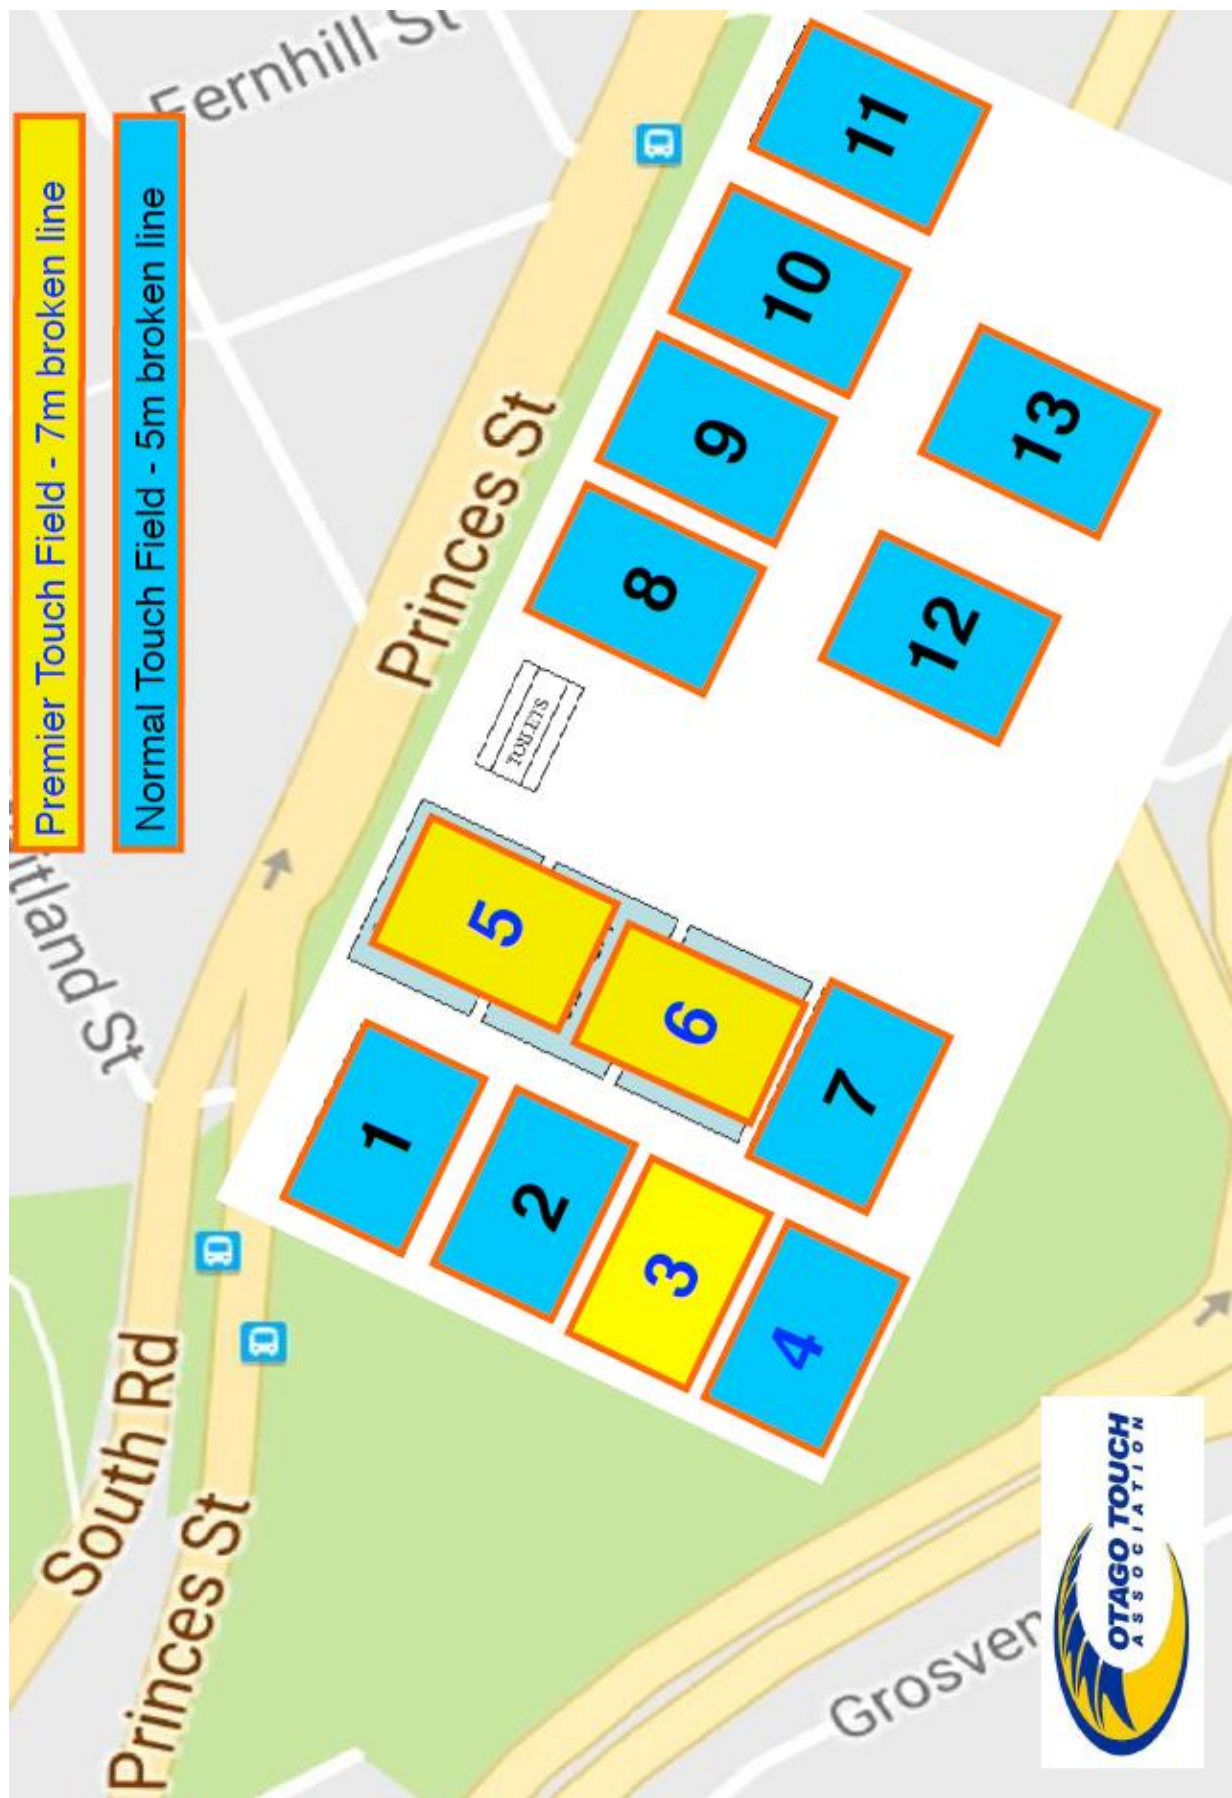 Premier Touch Field - 7m broken line
Normal Touch Field - 5m broken line
Fernhill St
itland St
Princes St
South Rd
Princes St
TOILETS
1
2
3
4
5
6
7
8
9
10
11
12
13
Grosven
OTAGO TOUCH
ASSOCIATION